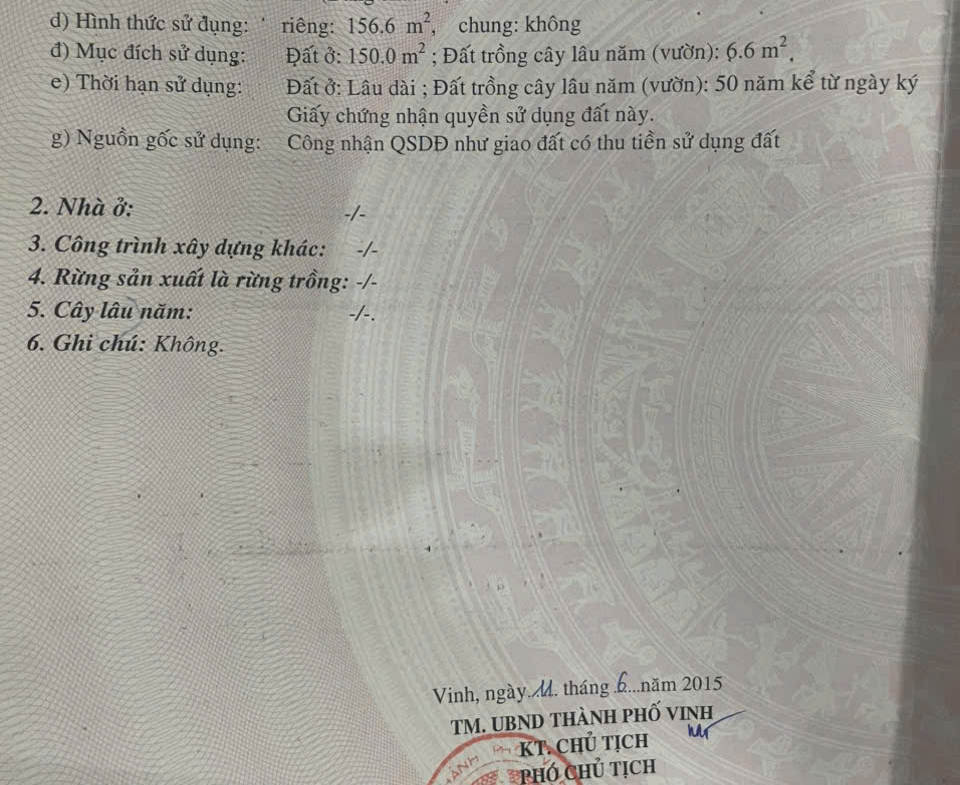 d) Hình thức sử dụng: riêng: 156.6 m², chung: không
đ) Mục đích sử dụng: Đất ở: 150.0 m² ; Đất trồng cây lâu năm (vườn): 6.6 m².
e) Thời hạn sử dụng: Đất ở: Lâu dài ; Đất trồng cây lâu năm (vườn): 50 năm kể từ ngày ký
Giấy chứng nhận quyền sử dụng đất này.
g) Nguồn gốc sử dụng: Công nhận QSDĐ như giao đất có thu tiền sử dụng đất
2. Nhà ở: -/-
3. Công trình xây dựng khác: -/-
4. Rừng sản xuất là rừng trồng: -/-
5. Cây lâu năm: -/-.
6. Ghi chú: Không.
Vinh, ngày..11. tháng .6...năm 2015
TM. UBND THÀNH PHỐ VINH
KT. CHỦ TỊCH
PHÓ CHỦ TỊCH